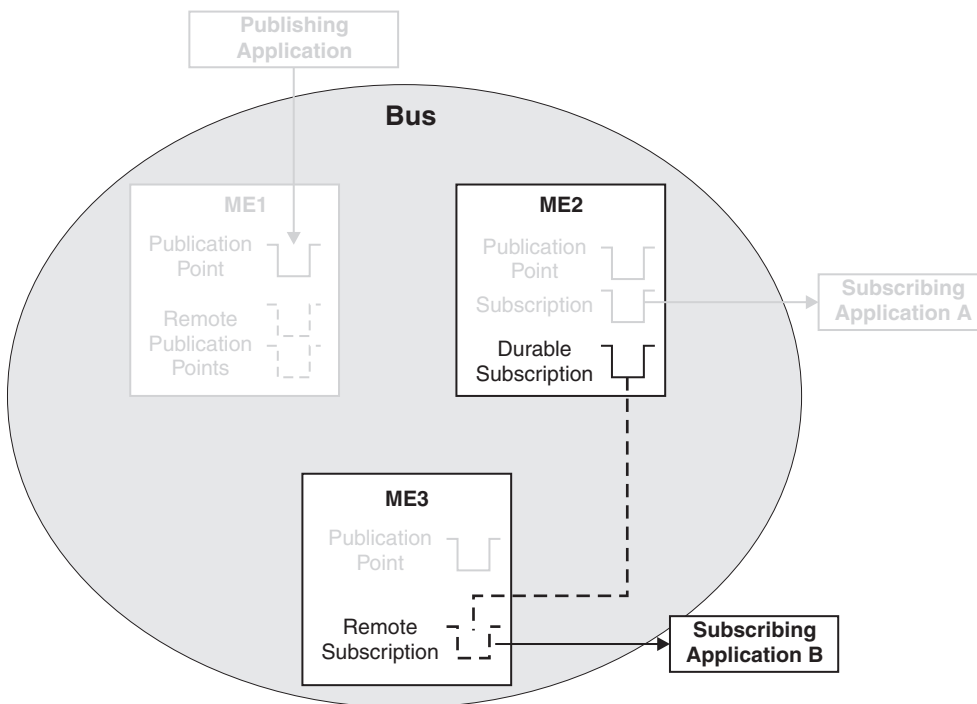 Publishing
Application
Bus
ME1
Publication
Point
Remote
Publication
Points
ME2
Publication
Point
Subscription
Durable
Subscription
Subscribing
Application A
ME3
Publication
Point
Remote
Subscription
Subscribing
Application B